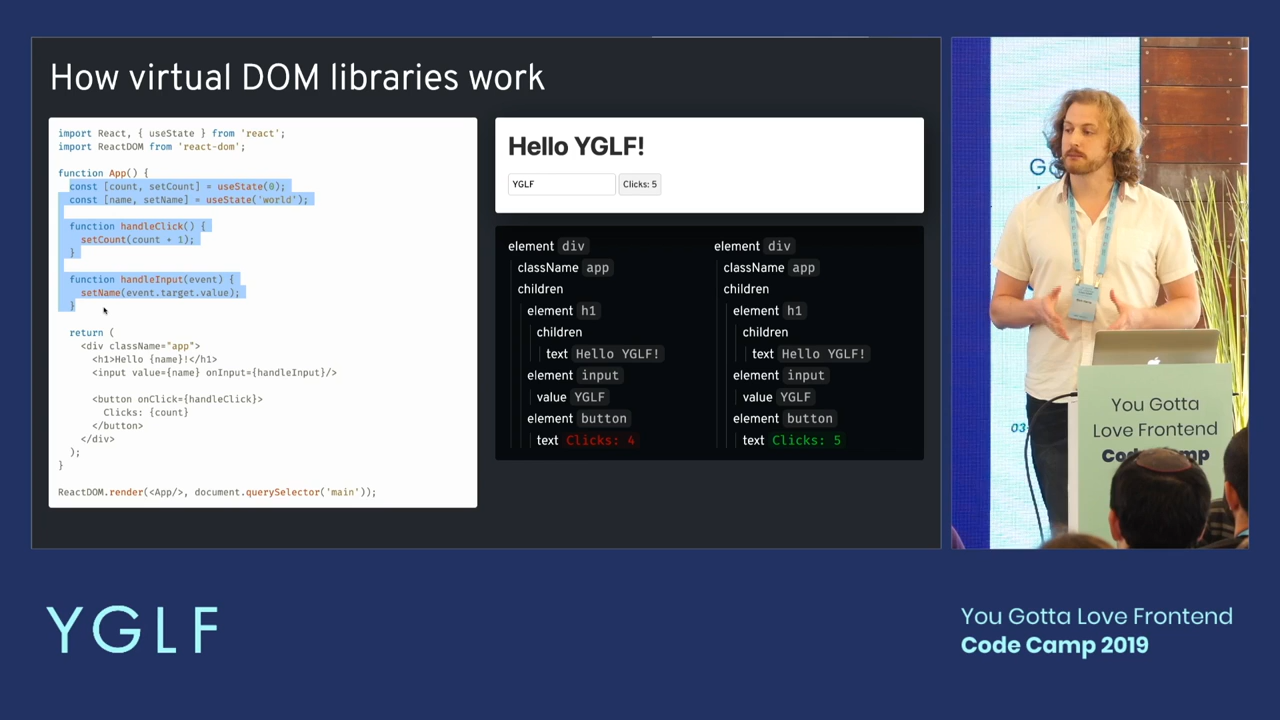 How virtual DOM libraries work
import React, { useState } from 'react';
import ReactDOM from 'react-dom';
function App() {
const [count, setCount] = useState(0);
const [name, setName] = useState('world');
function handleClick() {
setCount(count + 1);
}
function handleInput(event) {
setName(event.target.value);
}
return (
<div className="app">
<h1>Hello {name}!</h1>
<input value={name} onInput={handleInput}/>
<button onClick={handleClick}>
Clicks: {count}
</button>
</div>
);
}
ReactDOM.render(<App/>, document.querySelector('main'));
Hello YGLF!
YGLF Clicks: 5
element div
className app
children
element h1
children
text Hello YGLF!
element input
value YGLF
element button
text Clicks: 4
element div
className app
children
element h1
children
text Hello YGLF!
element input
value YGLF
element button
text Clicks: 5
You Gotta
Love Frontend
YGLF
You Gotta Love Frontend
Code Camp 2019